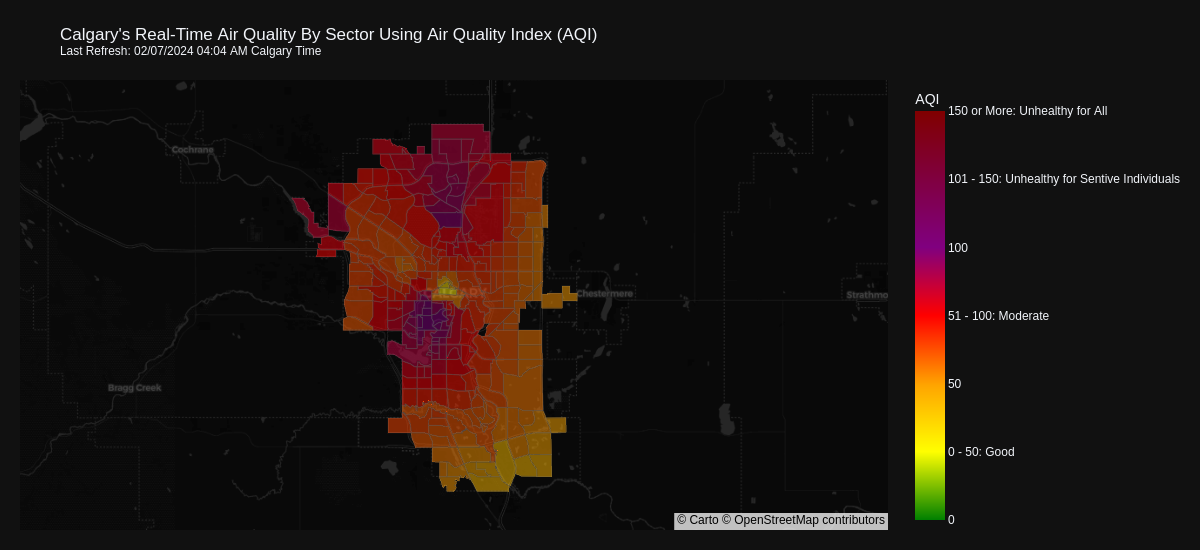 Calgary's Real-Time Air Quality By Sector Using Air Quality Index (AQI)
Last Refresh: 02/07/2024 04:04 AM Calgary Time
AQI
150 or More: Unhealthy for All
101 - 150: Unhealthy for Sentive Individuals
100
51 - 100: Moderate
50
0 - 50: Good
0
Cochrane
Chestermere
Strathmo
Bragg Creek
© Carto © OpenStreetMap contributors